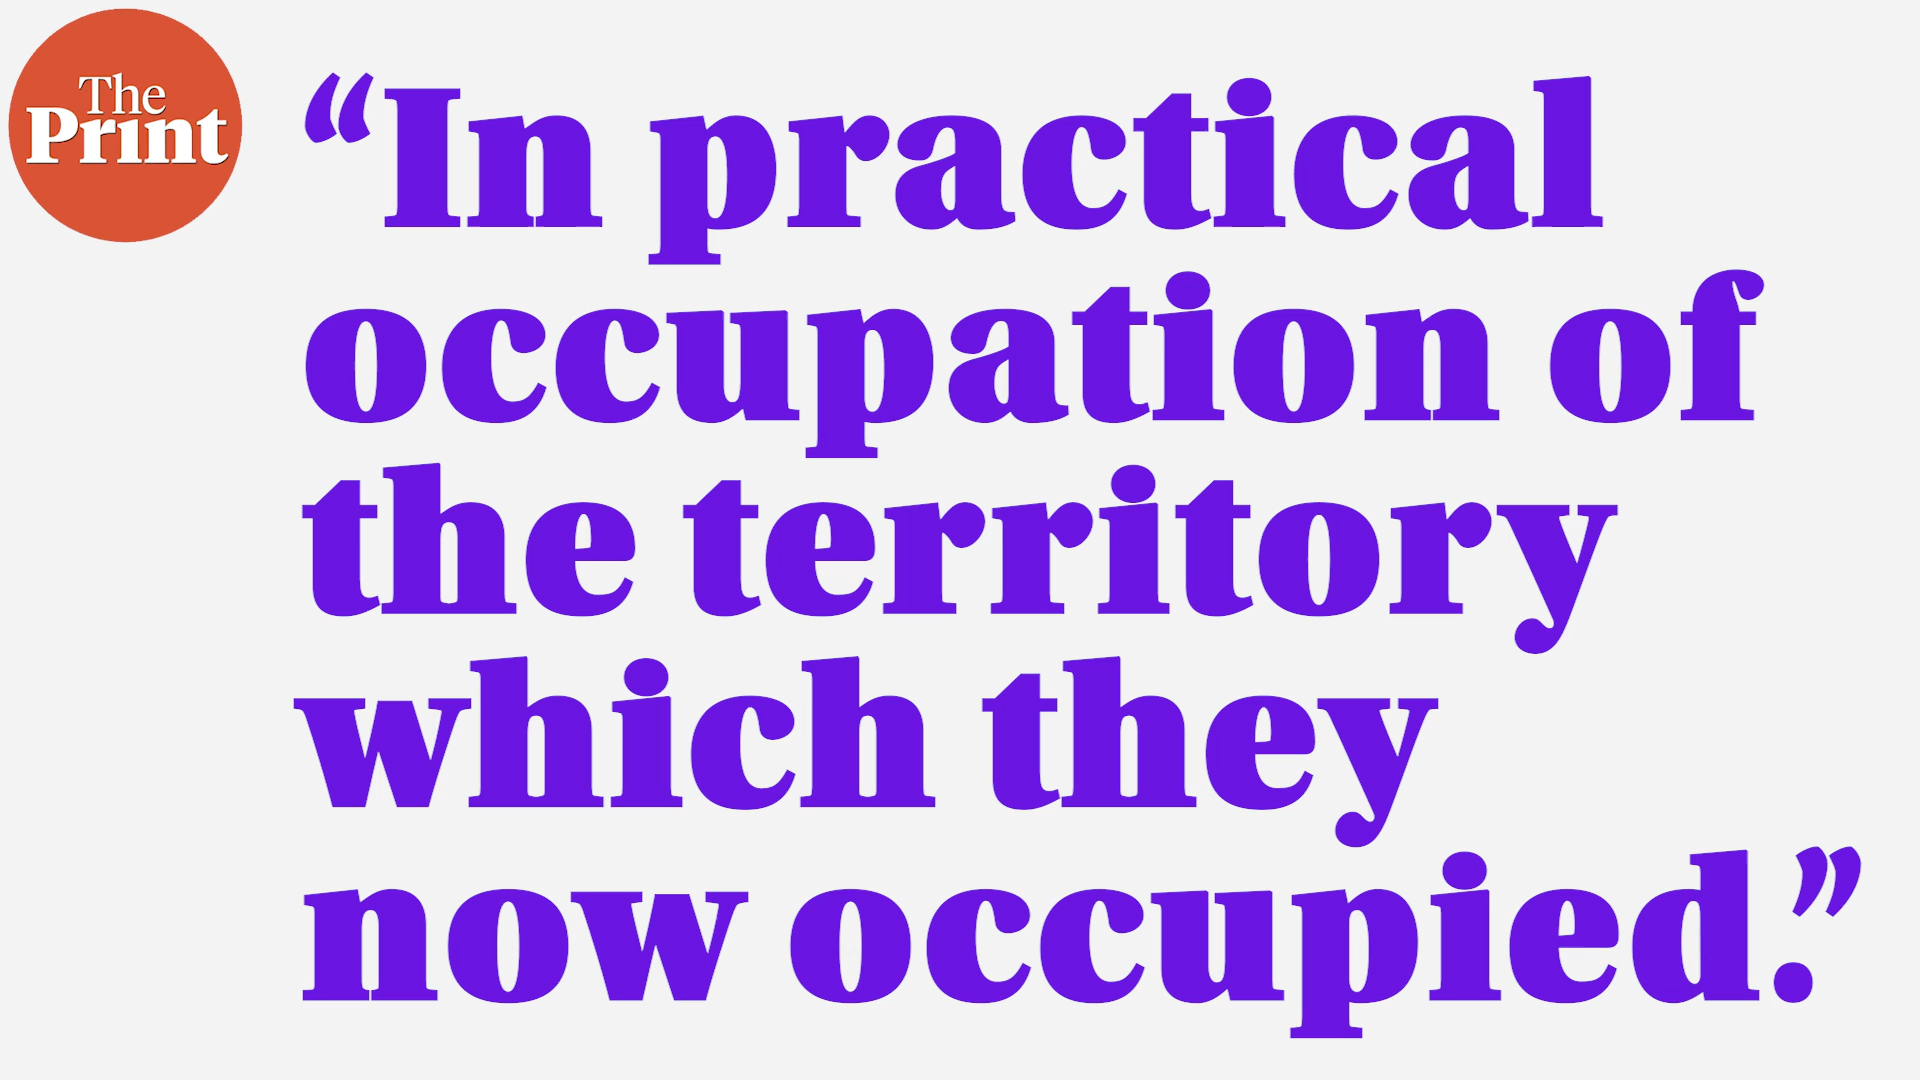 The
Print
“In practical
occupation of
the territory
which they
now occupied.”